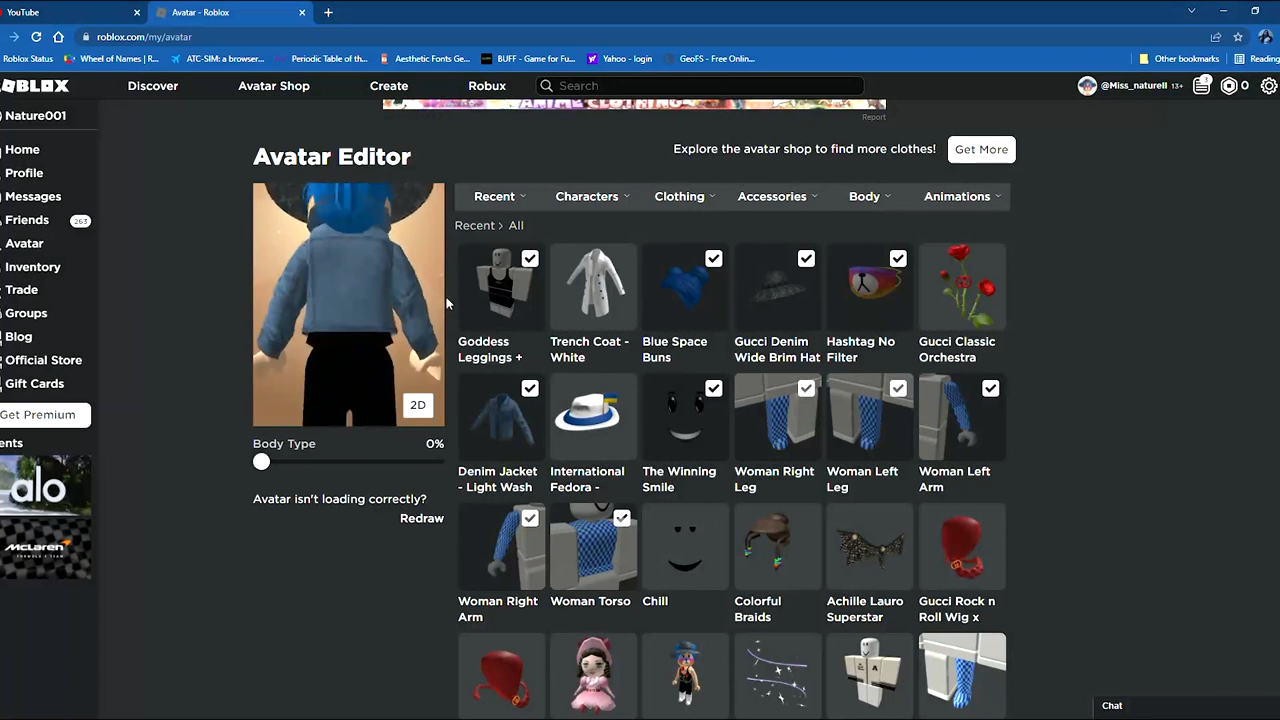 YouTube
Avatar - Roblox
roblox.com/my/avatar
Roblox Status
Wheel of Names | R...
ATC-SIM: a browser...
Periodic Table of th...
Aesthetic Fonts Ge...
BUFF - Game for Fu...
Yahoo - login
GeoFS - Free Onlin...
Other bookmarks
Reading
ROBLOX
Discover
Avatar Shop
Create
Robux
Search
@Miss_naturell 13+
3
0
ANIME CLOTHING
Report
Nature001
Home
Profile
Messages
Friends 263
Avatar
Inventory
Trade
Groups
Blog
Official Store
Gift Cards
Get Premium
ents
alo
McLaren
Avatar Editor
Explore the avatar shop to find more clothes!
Get More
2D
Body Type 0%
Avatar isn't loading correctly?
Redraw
Recent
Characters
Clothing
Accessories
Body
Animations
Recent > All
Goddess
Leggings +
Trench Coat -
White
Blue Space
Buns
Gucci Denim
Wide Brim Hat
Hashtag No
Filter
Gucci Classic
Orchestra
Denim Jacket
- Light Wash
International
Fedora -
The Winning
Smile
Woman Right
Leg
Woman Left
Leg
Woman Left
Arm
Woman Right
Arm
Woman Torso
Chill
Colorful
Braids
Achille Lauro
Superstar
Gucci Rock n
Roll Wig x
Chat